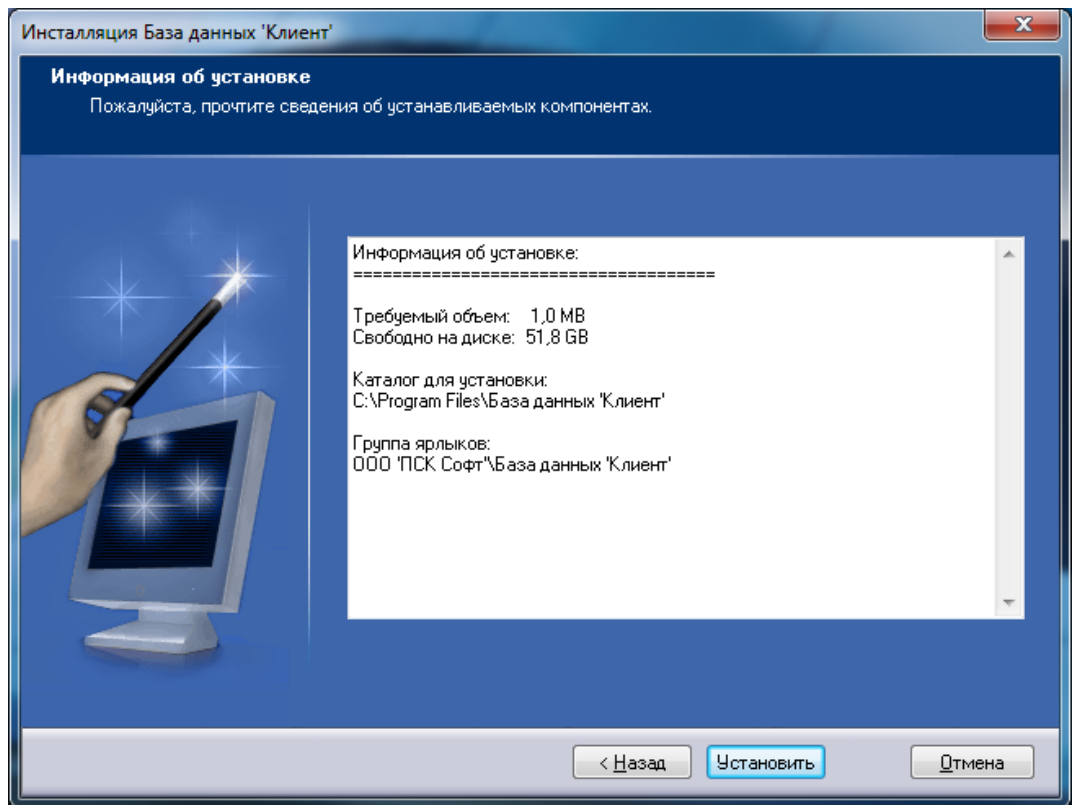 Инсталляция База данных 'Клиент'
Информация об установке
Пожалуйста, прочтите сведения об устанавливаемых компонентах.
Информация об установке:
=====================================
Требуемый объем: 1,0 MB
Свободно на диске: 51,8 GB
Каталог для установки:
C:\Program Files\База данных 'Клиент'
Группа ярлыков:
ООО 'ПСК Софт'\База данных 'Клиент'
< Назад
Установить
Отмена